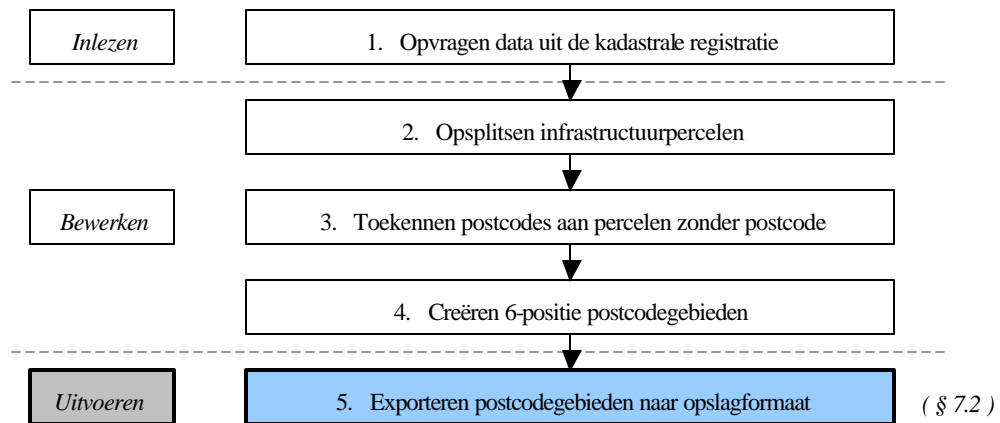 Inlezen
1. Opvragen data uit de kadastrale registratie
2. Opsplitsen infrastructuurpercelen
Bewerken
3. Toekennen postcodes aan percelen zonder postcode
4. Creëren 6-positie postcodegebieden
Uitvoeren
5. Exporteren postcodegebieden naar opslagformaat
( § 7.2 )